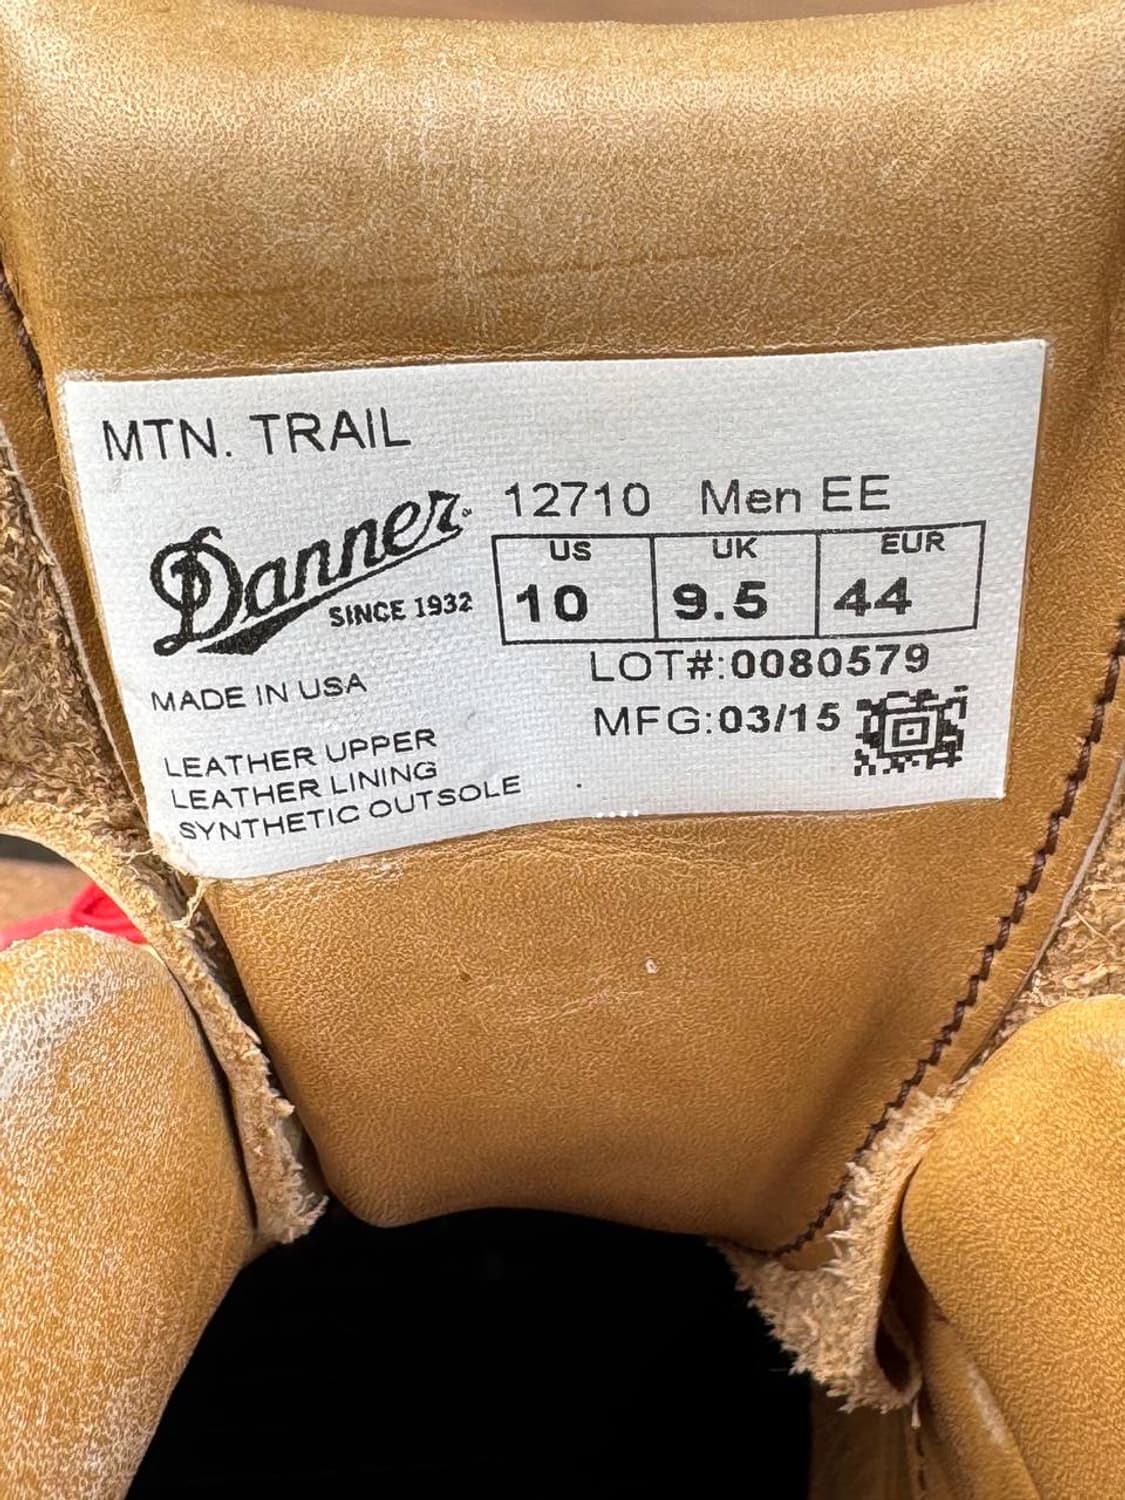 MTN. TRAIL
Danner
SINCE 1932
12710 Men EE
US UK EUR
10 9.5 44
LOT#:0080579
MFG:03/15
MADE IN USA
LEATHER UPPER
LEATHER LINING
SYNTHETIC OUTSOLE